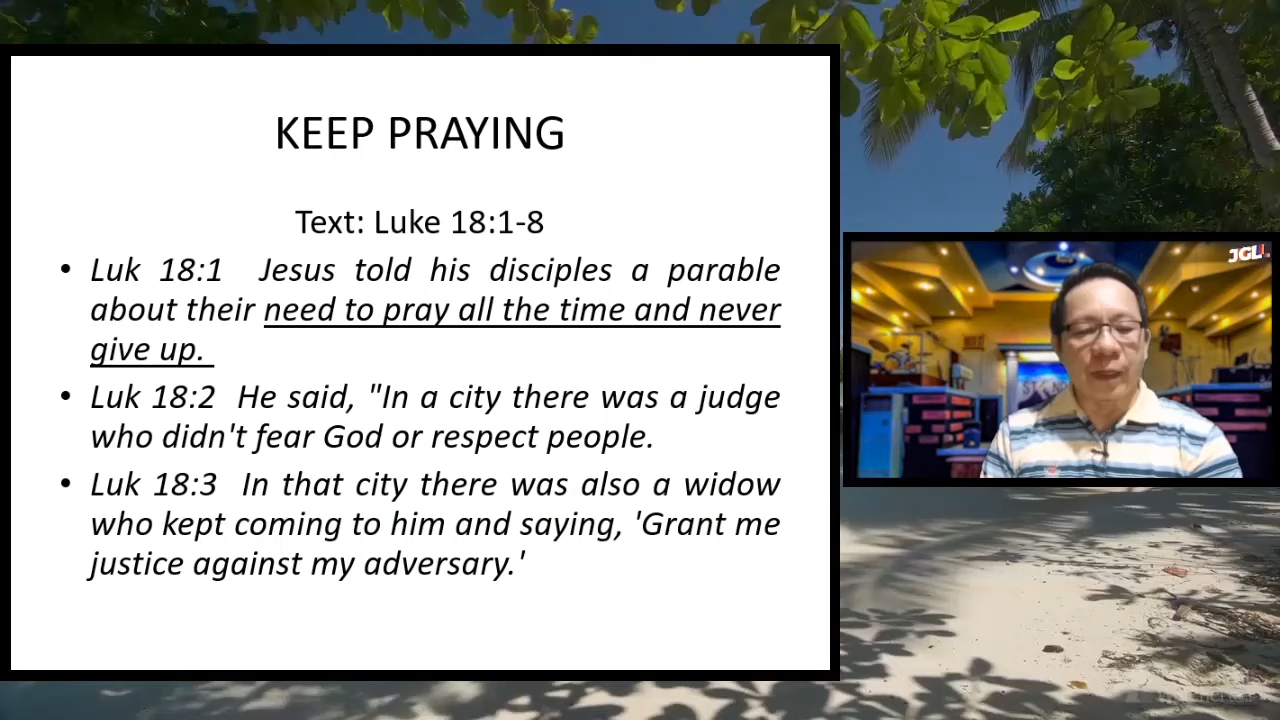 KEEP PRAYING
Text: Luke 18:1-8
• Luk 18:1 Jesus told his disciples a parable
about their need to pray all the time and never
give up.
• Luk 18:2 He said, "In a city there was a judge
who didn't fear God or respect people.
• Luk 18:3 In that city there was also a widow
who kept coming to him and saying, 'Grant me
justice against my adversary.'